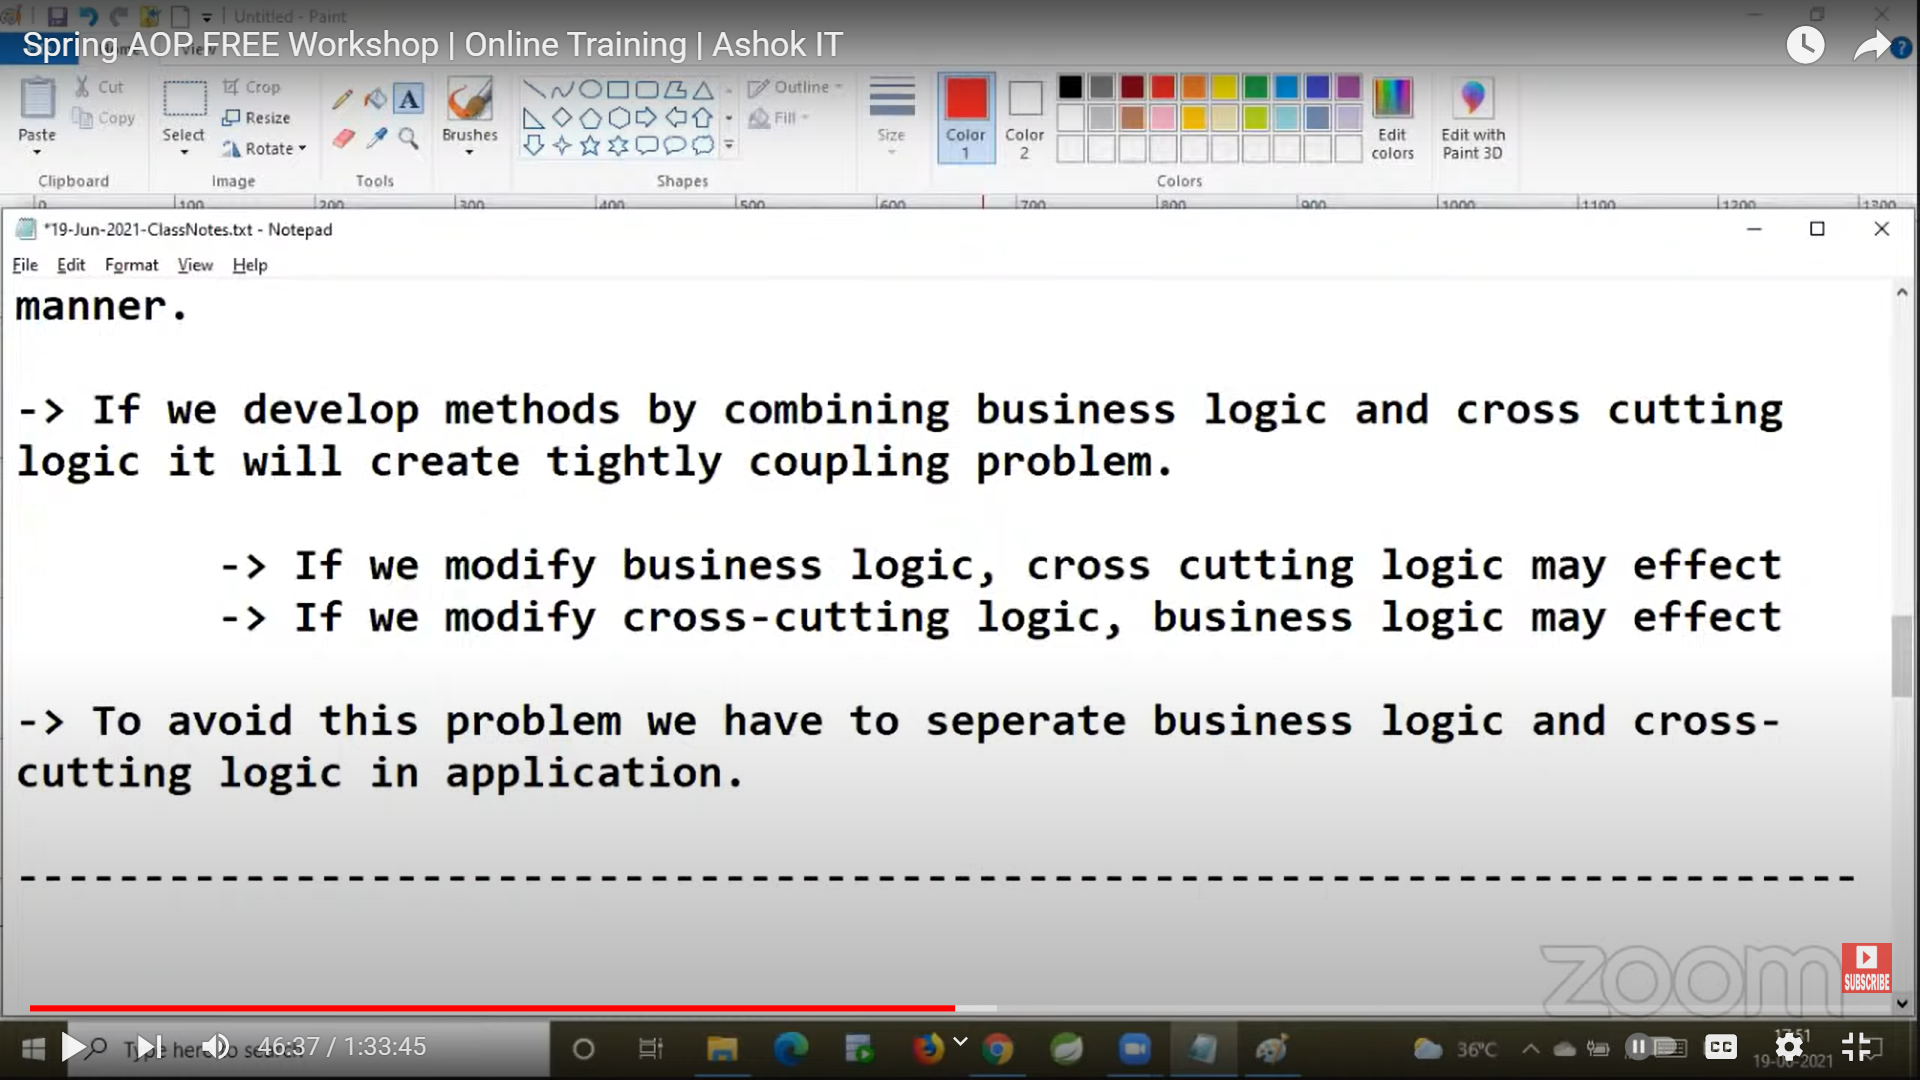 Untitled - Paint
Spring AOP FREE Workshop | Online Training | Ashok IT
Cut
Copy
Paste
Clipboard
Crop
Resize
Rotate
Select
Image
Tools
Brushes
Shapes
Outline
Fill
Size
Color 1
Color 2
Colors
Edit colors
Edit with Paint 3D
0 100 200 300 400 500 600 700 800 900 1000 1100 1200 1300
*19-Jun-2021-ClassNotes.txt - Notepad
File Edit Format View Help
manner.
-> If we develop methods by combining business logic and cross cutting
logic it will create tightly coupling problem.
-> If we modify business logic, cross cutting logic may effect
-> If we modify cross-cutting logic, business logic may effect
-> To avoid this problem we have to seperate business logic and cross-
cutting logic in application.
--------------------------------------------------------------------------
zoom
SUBSCRIBE
46:37 / 1:33:45
Type here to search
36°C
CC
17:51
2021